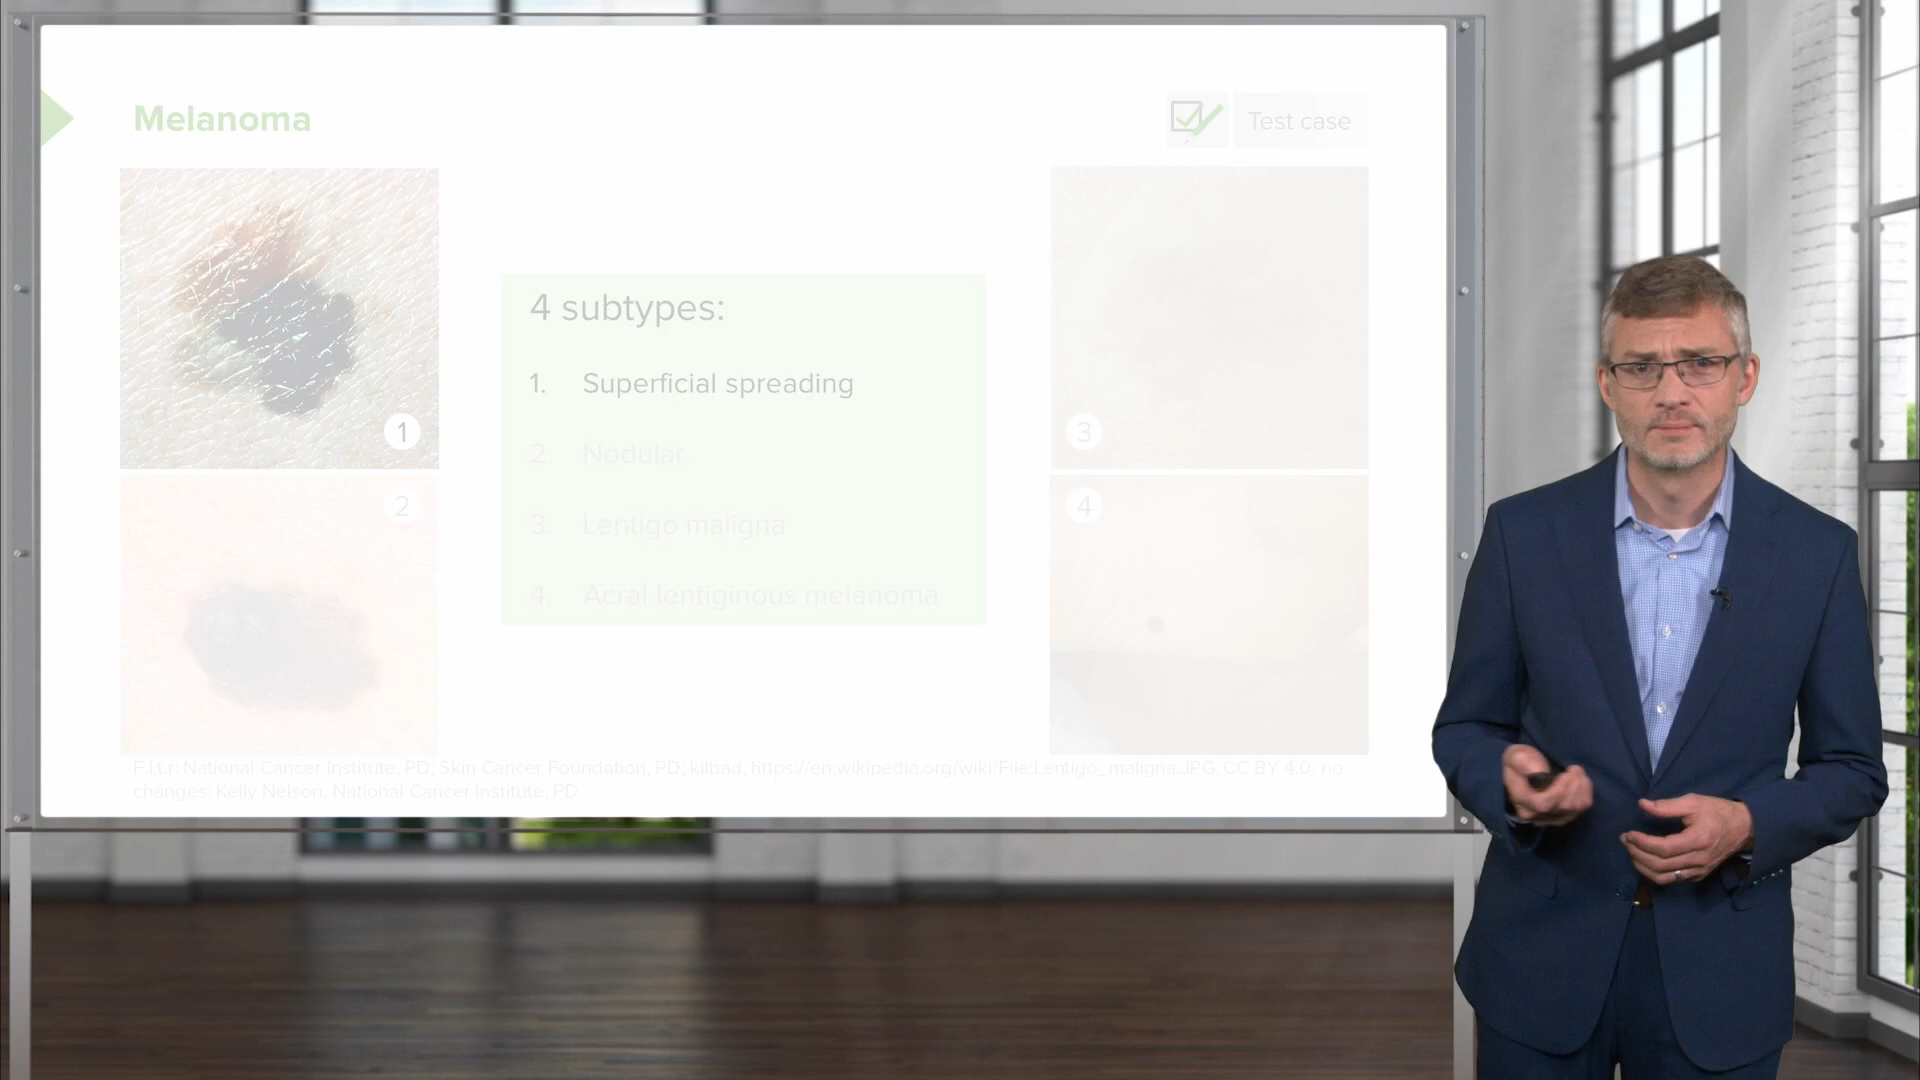 Melanoma
Test case
4 subtypes:
1. Superficial spreading
2. Nodular
3. Lentigo maligna
4. Acral lentiginous melanoma
1
2
3
4
F.l.t.r: National Cancer Institute, PD; Skin Cancer Foundation, PD; kilbad, https://en.wikipedia.org/wiki/File:Lentigo_maligna.JPG, CC BY 4.0, no
changes; Kelly Nelson, National Cancer Institute, PD